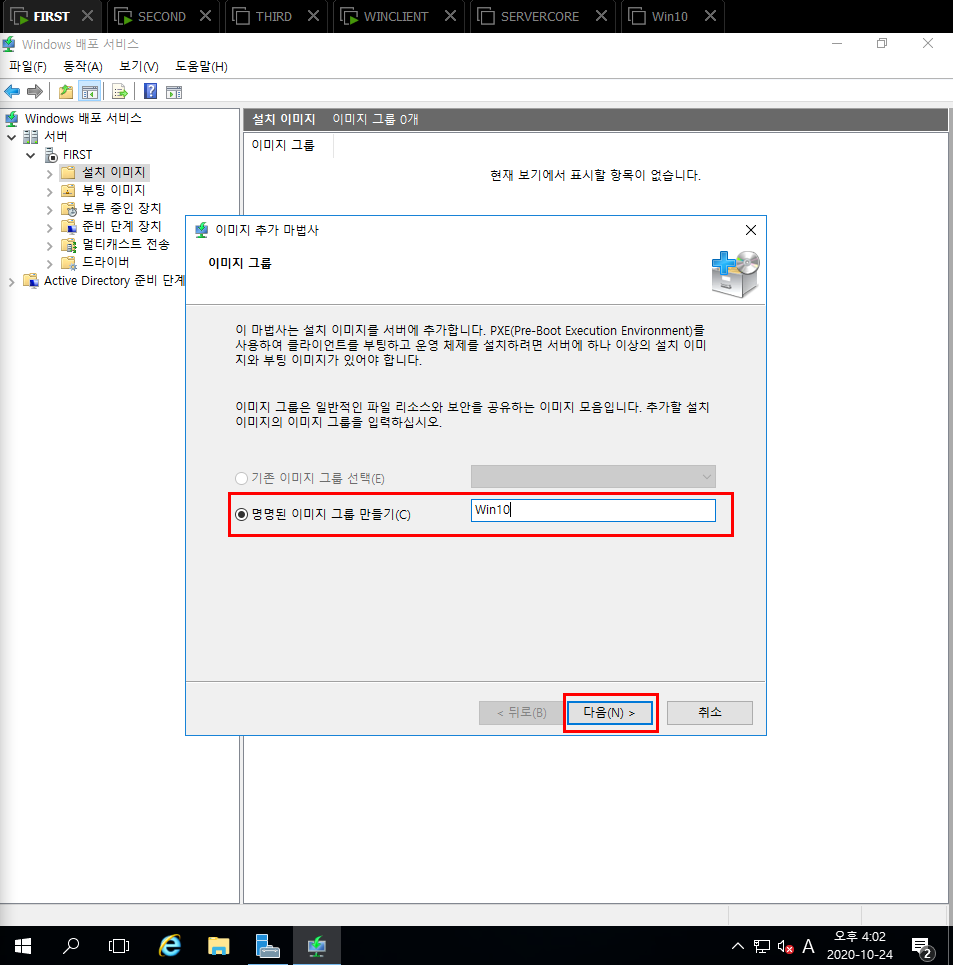 FIRST
SECOND
THIRD
WINCLIENT
SERVERCORE
Win10
Windows 배포 서비스
파일(F) 동작(A) 보기(V) 도움말(H)
Windows 배포 서비스
서버
FIRST
설치 이미지
부팅 이미지
보류 중인 장치
준비 단계 장치
멀티캐스트 전송
드라이버
Active Directory 준비 단계
설치 이미지 이미지 그룹 0개
이미지 그룹
현재 보기에서 표시할 항목이 없습니다.
이미지 추가 마법사
이미지 그룹
이 마법사는 설치 이미지를 서버에 추가합니다. PXE(Pre-Boot Execution Environment)를
사용하여 클라이언트를 부팅하고 운영 체제를 설치하려면 서버에 하나 이상의 설치 이미
지와 부팅 이미지가 있어야 합니다.
이미지 그룹은 일반적인 파일 리소스와 보안을 공유하는 이미지 모음입니다. 추가할 설치
이미지의 이미지 그룹을 입력하십시오.
기존 이미지 그룹 선택(E)
명명된 이미지 그룹 만들기(C) Win10
< 뒤로(B) 다음(N) > 취소
A
오후 4:02
2020-10-24
2